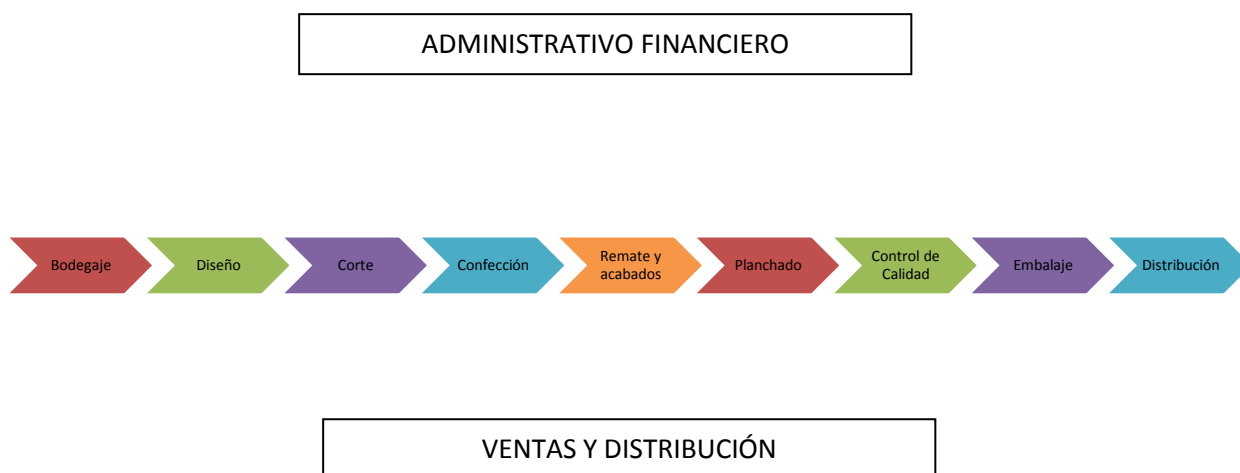 ADMINISTRATIVO FINANCIERO
Bodegaje
Diseño
Corte
Confección
Remate y
acabados
Planchado
Control de
Calidad
Embalaje
Distribución
VENTAS Y DISTRIBUCIÓN